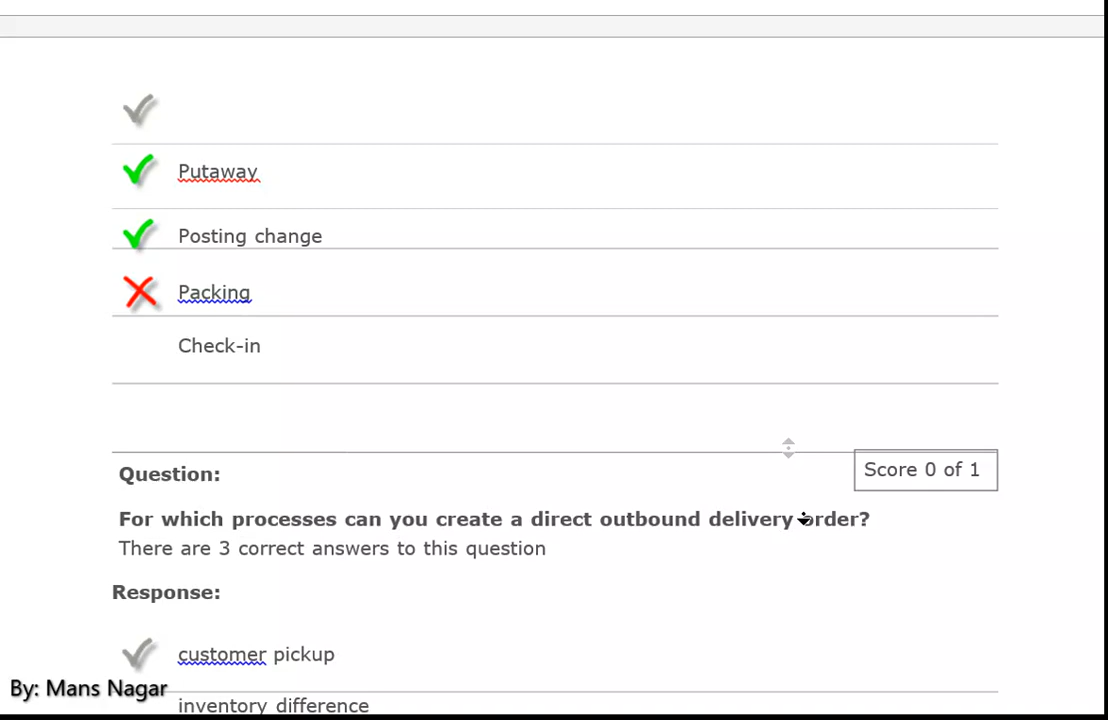 Putaway
Posting change
Packing
Check-in
Score 0 of 1
Question:
For which processes can you create a direct outbound delivery order?
There are 3 correct answers to this question
Response:
customer pickup
By: Mans Nagar
inventory difference